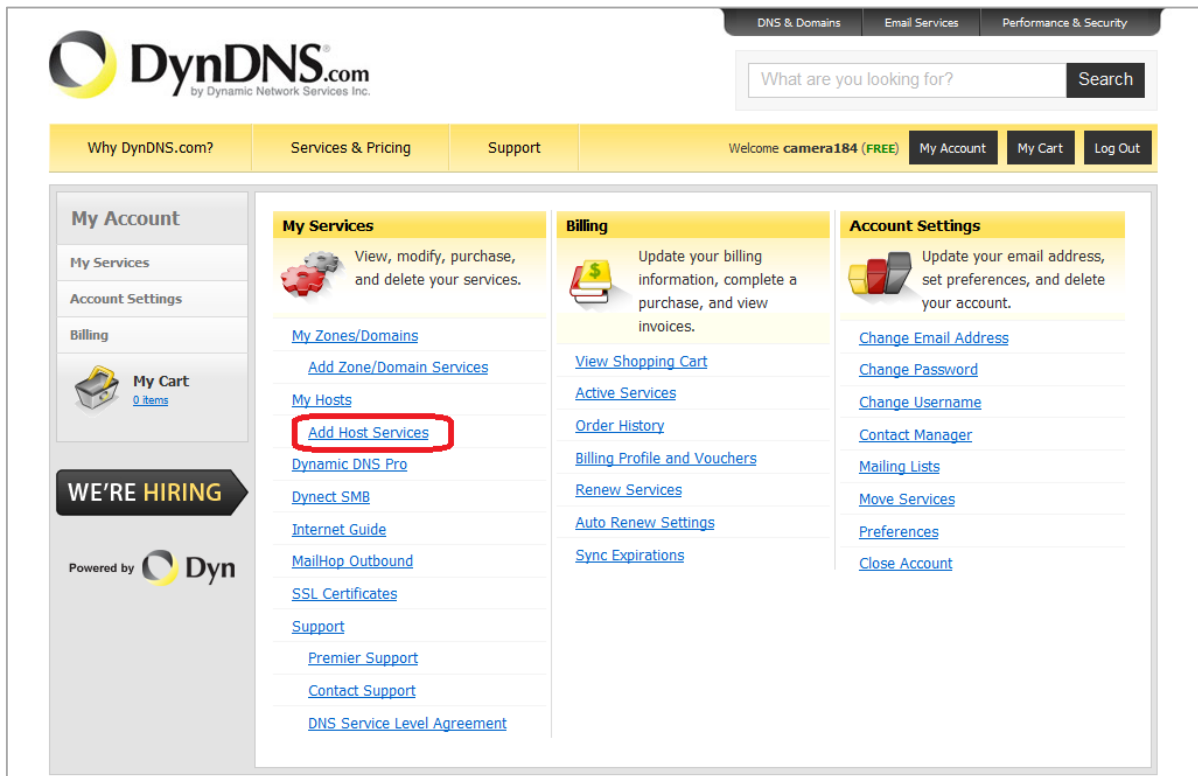 DNS & Domains Email Services Performance & Security
DynDNS.com
by Dynamic Network Services Inc.
What are you looking for? Search
Why DynDNS.com? Services & Pricing Support Welcome camera184 (FREE) My Account My Cart Log Out
My Account
My Services
Account Settings
Billing
My Cart
0 items
WE'RE HIRING
Powered by Dyn
My Services
View, modify, purchase,
and delete your services.
My Zones/Domains
Add Zone/Domain Services
My Hosts
Add Host Services
Dynamic DNS Pro
Dynect SMB
Internet Guide
MailHop Outbound
SSL Certificates
Support
Premier Support
Contact Support
DNS Service Level Agreement
Billing
$
Update your billing
information, complete a
purchase, and view
invoices.
View Shopping Cart
Active Services
Order History
Billing Profile and Vouchers
Renew Services
Auto Renew Settings
Sync Expirations
Account Settings
Update your email address,
set preferences, and delete
your account.
Change Email Address
Change Password
Change Username
Contact Manager
Mailing Lists
Move Services
Preferences
Close Account